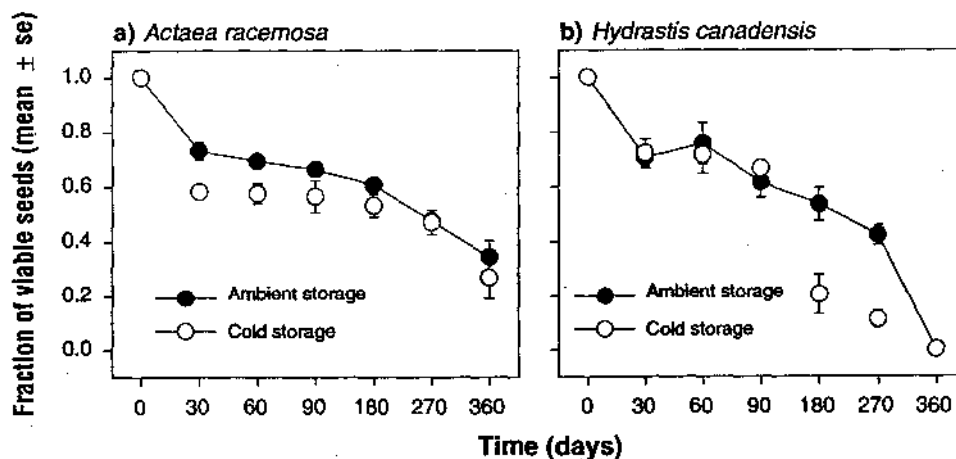 Fraction of viable seeds (mean ± se)
a) Actaea racemosa
1.0
0.8
0.6
0.4
0.2
0.0
Ambient storage
Cold storage
0 30 60 90 180 270 360
b) Hydrastis canadensis
Ambient storage
Cold storage
0 30 60 90 180 270 360
Time (days)